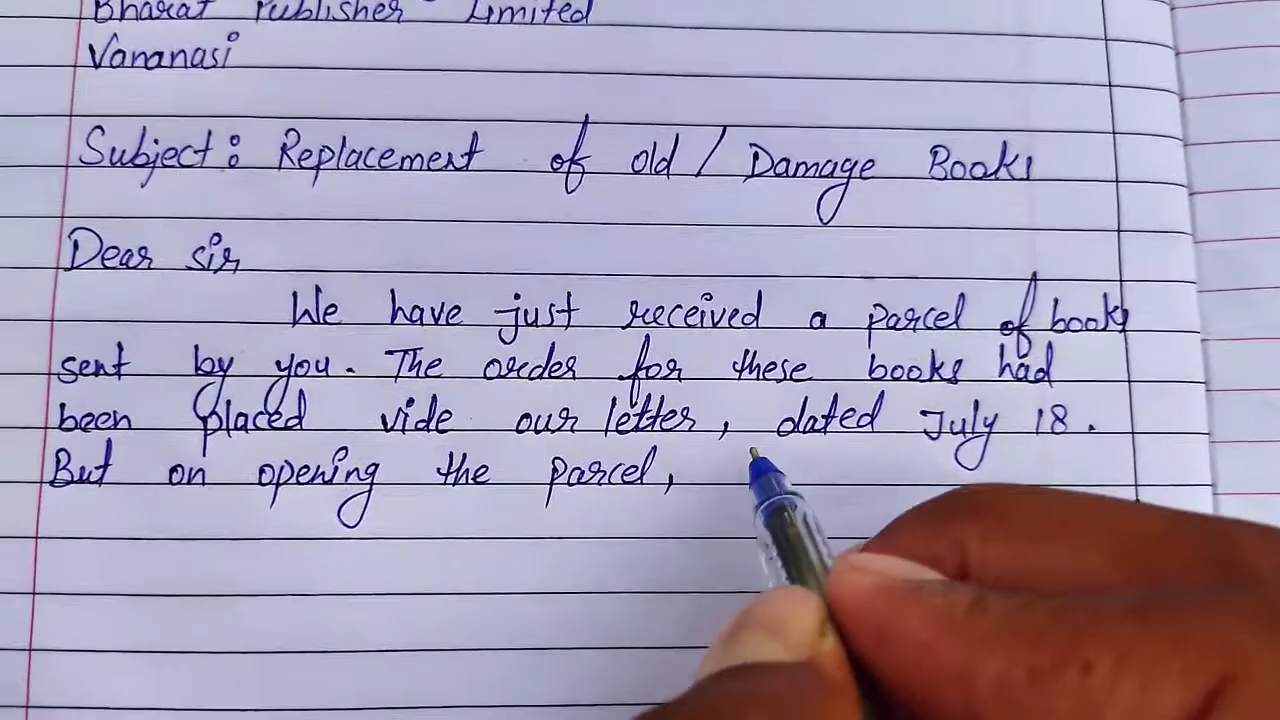 Bharat Publisher Limited
Varanasi
Subject: Replacement of old / Damage Books
Dear sir
We have just received a parcel of books
sent by you. The order for these books had
been placed vide our letter, dated July 18.
But on opening the parcel,